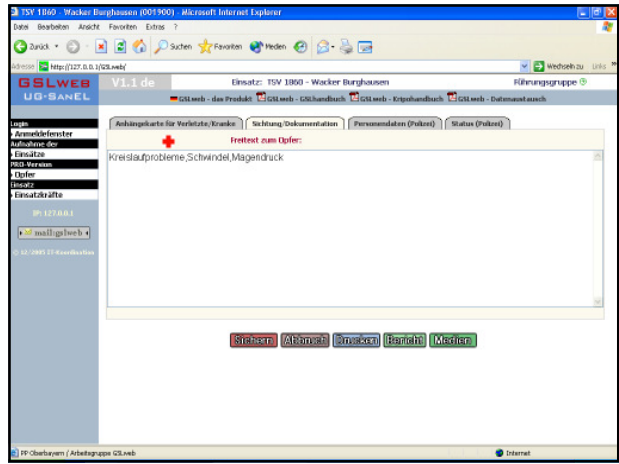 TSV 1860 - Wacker Burghausen (001900) - Microsoft Internet Explorer
Datei Bearbeiten Ansicht Favoriten Extras ?
Zurück Suchen Favoriten Medien
Adresse http://127.0.0.1/GSLweb/ Wechseln zu Links »
GSLWEB V1.1 de Einsatz: TSV 1860 - Wacker Burghausen Führungsgruppe
UG-SANEL GSLweb - das Produkt GSLweb - GSLhandbuch GSLweb - Kripohandbuch GSLweb - Datenaustausch
Login
Anmeldefenster
Aufnahme der
Einsätze
PRO-Version
Opfer
Einsatz
Einsatzkräfte
IP: 127.0.0.1
mail:gslweb
© 12/2005 IT-Koordination
Anhängekarte für Verletzte/Kranke Sichtung/Dokumentation Personendaten (Polizei) Status (Polizei)
Freitext zum Opfer:
Kreislaufprobleme,Schwindel,Magendruck
Sichern Abbruch Drucken Bericht Medien
PP Oberbayern / Arbeitsgruppe GSLweb Internet